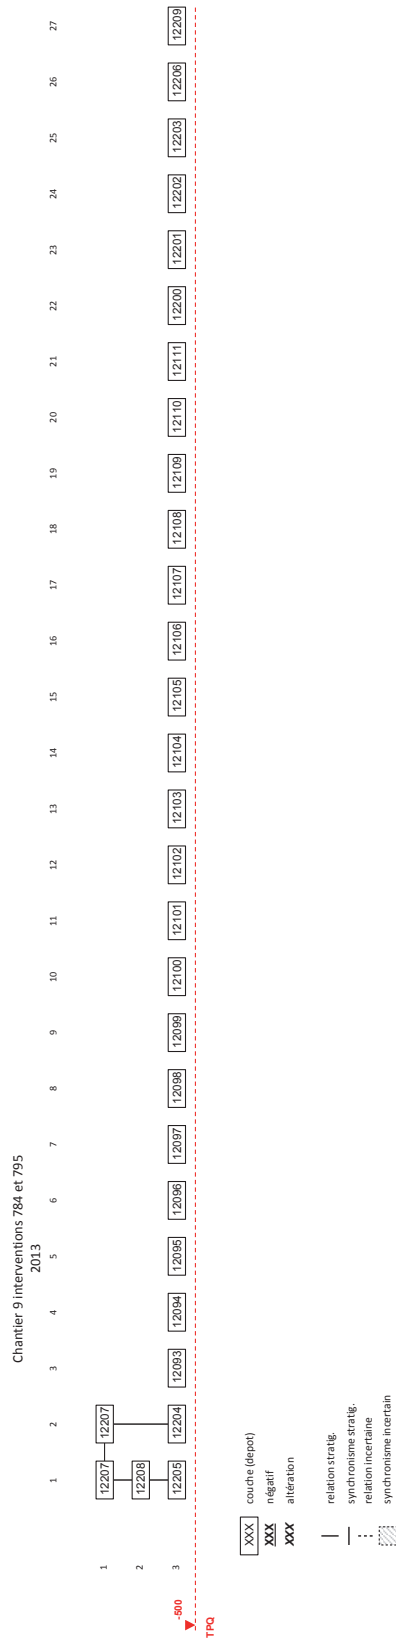 Chantier 9 interventions 784 et 795
2013
1 2 3 4 5 6 7 8 9 10 11 12 13 14 15 16 17 18 19 20 21 22 23 24 25 26 27
1 12207 12207
2 12208
3 12205 12204 12093 12094 12095 12096 12097 12098 12099 12100 12101 12102 12103 12104 12105 12106 12107 12108 12109 12110 12111 12200 12201 12202 12203 12206 12209
-500
TPQ
XXX couche (depot)
XXX négatif
XXX altération
relation stratig.
synchronisme stratig.
relation incertaine
synchronisme incertain